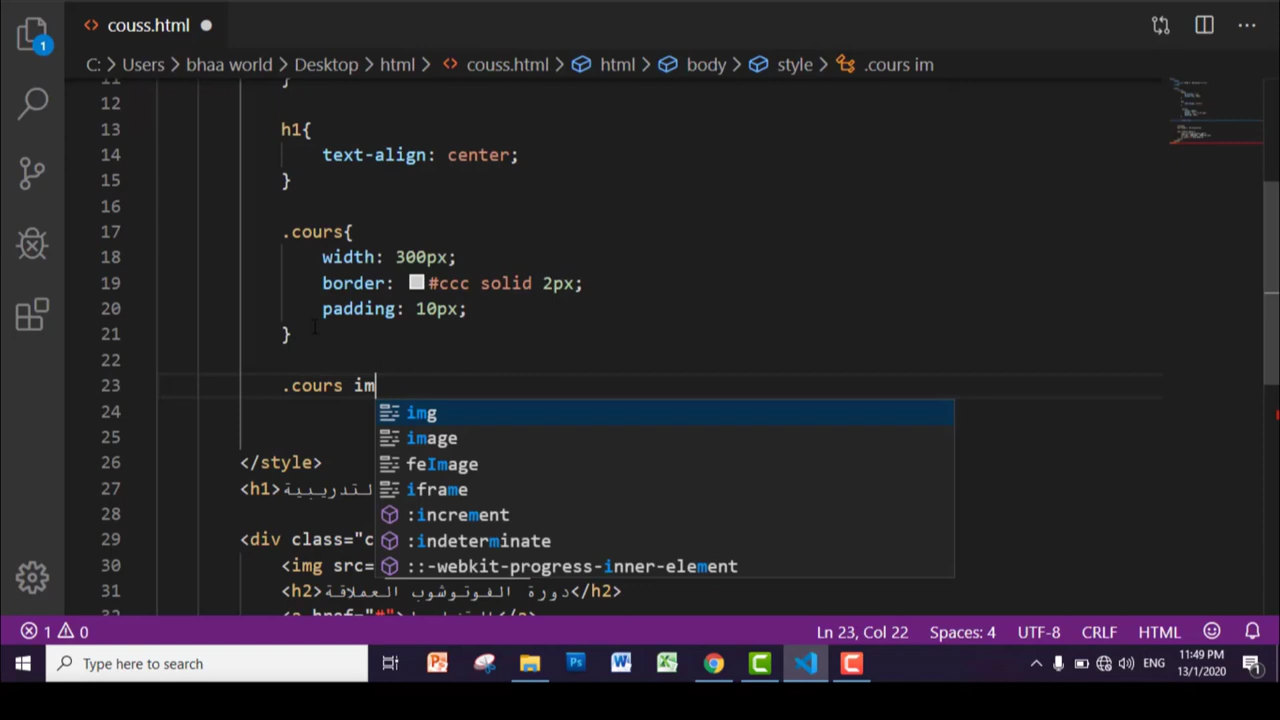 couss.html
C: > Users > bhaa world > Desktop > html > couss.html > html > body > style > .cours im
1
12
13 h1{
14 text-align: center;
15 }
16
17 .cours{
18 width: 300px;
19 border: #ccc solid 2px;
20 padding: 10px;
21 }
22
23 .cours im
24 img
25 image
feImage
26 </style>
iframe
27 <h1>
28 :increment
29 <div class="c
:indeterminate
30 <img src=
::-webkit-progress-inner-element
31 <h2>دورة الفوتوشوب العملاقة</h2>
32 <a href="#">
1 0
Ln 23, Col 22 Spaces: 4 UTF-8 CRLF HTML
Type here to search
ENG
11:49 PM
13/1/2020
1